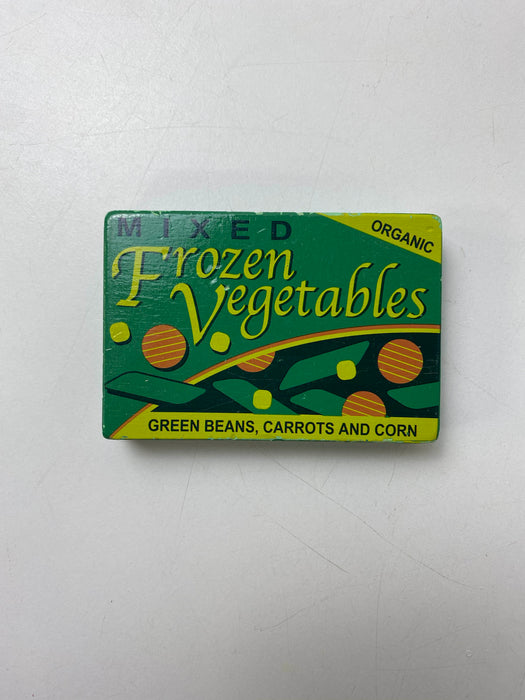 MIXED
ORGANIC
Frozen
Vegetables
GREEN BEANS, CARROTS AND CORN